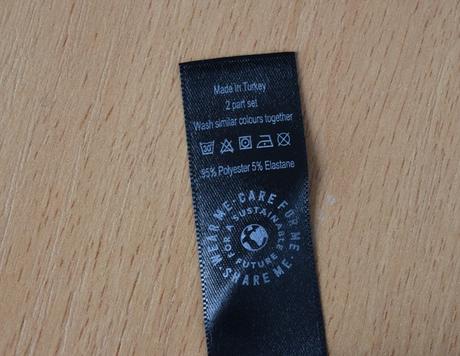 Made In Turkey
2 part set
Wash similar colours together
30
95% Polyester 5% Elastane
WEAR ME · CARE FOR ME · SHARE ME ·
FOR A SUSTAINABLE FUTURE